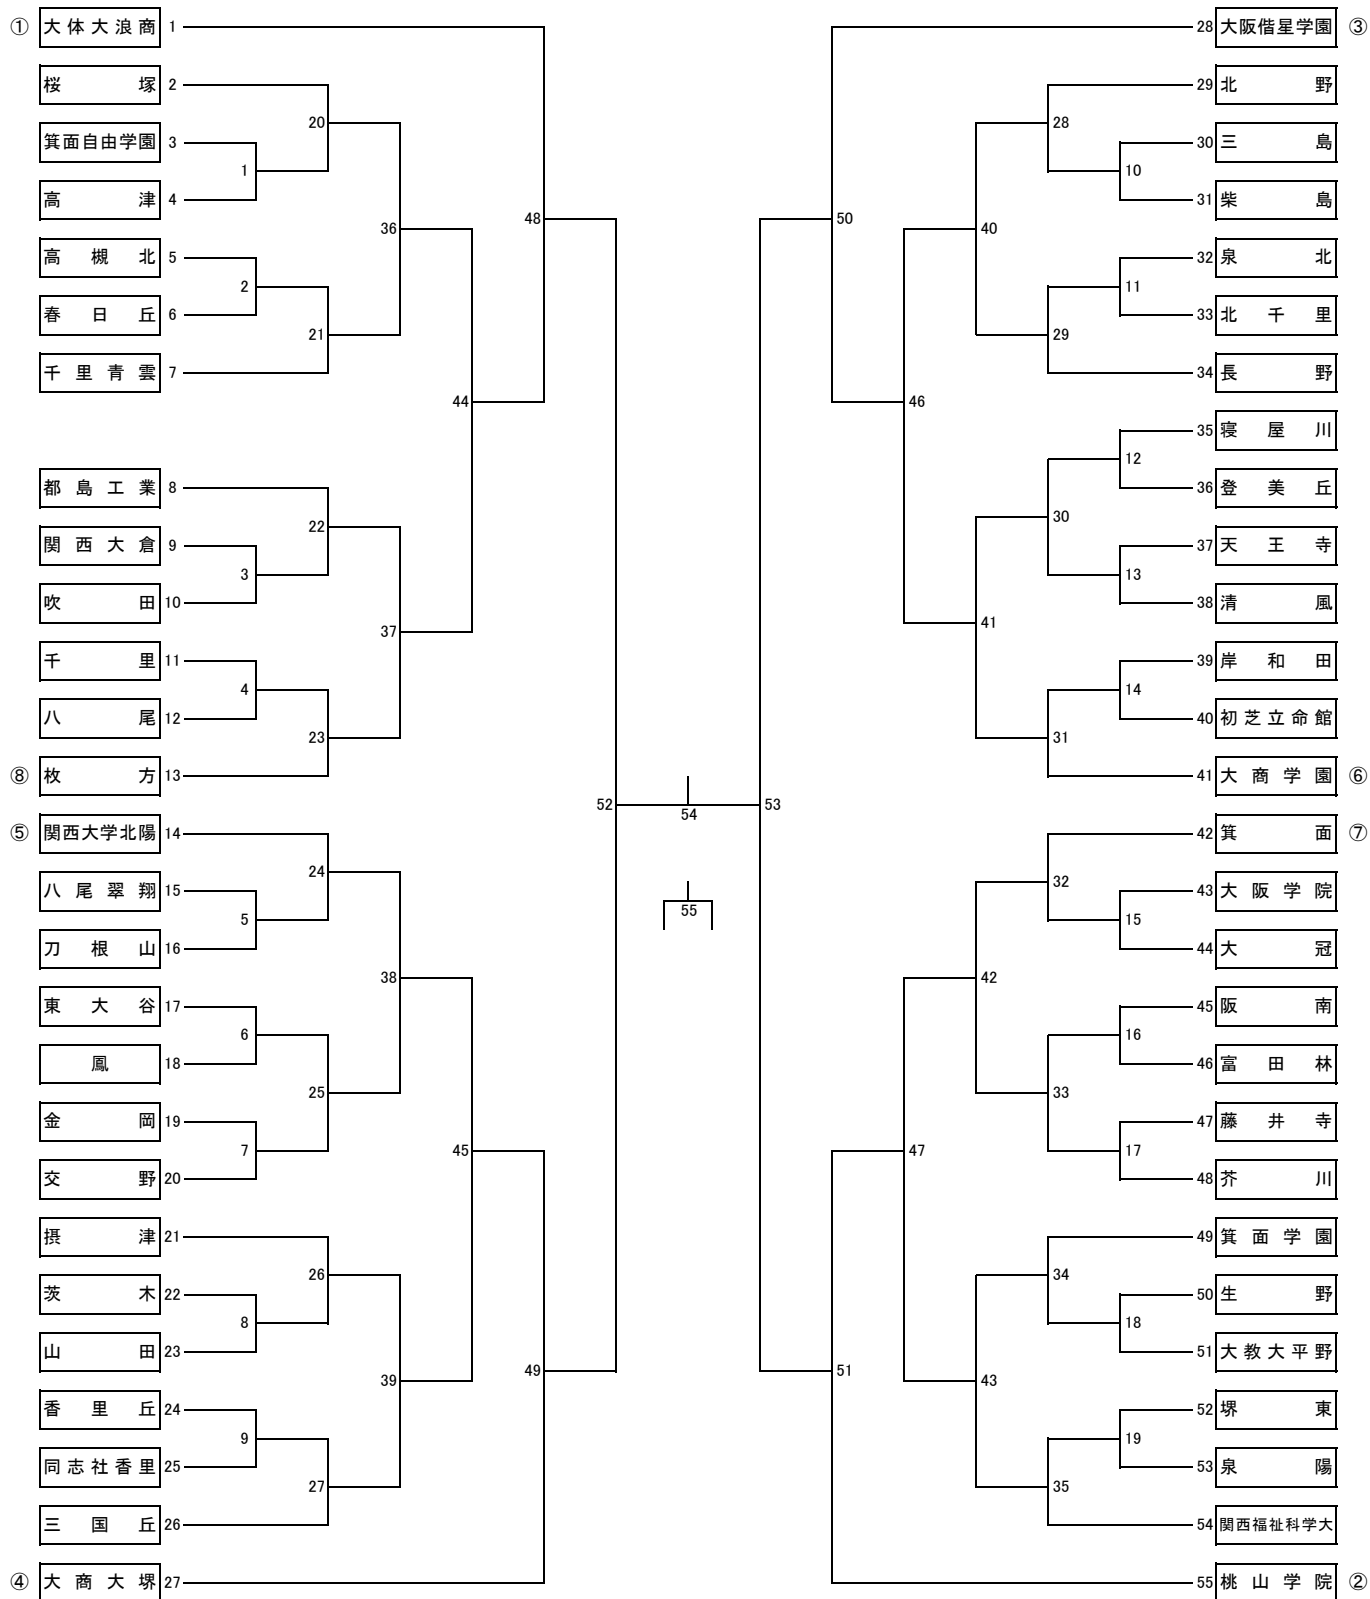 ① 大体大浪商 1
桜塚 2
20
箕面自由学園 3
1
高津 4
48
36
高槻北 5
2
春日丘 6
21
千里青雲 7
44
都島工業 8
22
関西大倉 9
3
吹田 10
37
千里 11
4
八尾 12
23
⑧ 枚方 13
52
⑤ 関西大学北陽 14
24
八尾翠翔 15
5
刀根山 16
38
東大谷 17
6
鳳 18
25
金岡 19
7
45
交野 20
摂津 21
26
茨木 22
8
山田 23
49
39
香里丘 24
9
同志社香里 25
27
三国丘 26
④ 大商大堺 27
54
55
28 大阪偕星学園 ③
29 北野
28
30 三島
10
31 柴島
50
40
32 泉北
11
33 北千里
29
34 長野
46
35 寝屋川
12
36 登美丘
30
37 天王寺
13
38 清風
41
39 岸和田
14
40 初芝立命館
31
41 大商学園 ⑥
53
42 箕面 ⑦
32
43 大阪学院
15
44 大冠
42
45 阪南
16
46 富田林
33
47 藤井寺
17
47
48 芥川
49 箕面学園
34
50 生野
18
51 大教大平野
51
43
52 堺東
19
53 泉陽
35
54 関西福祉科学大
55 桃山学院 ②